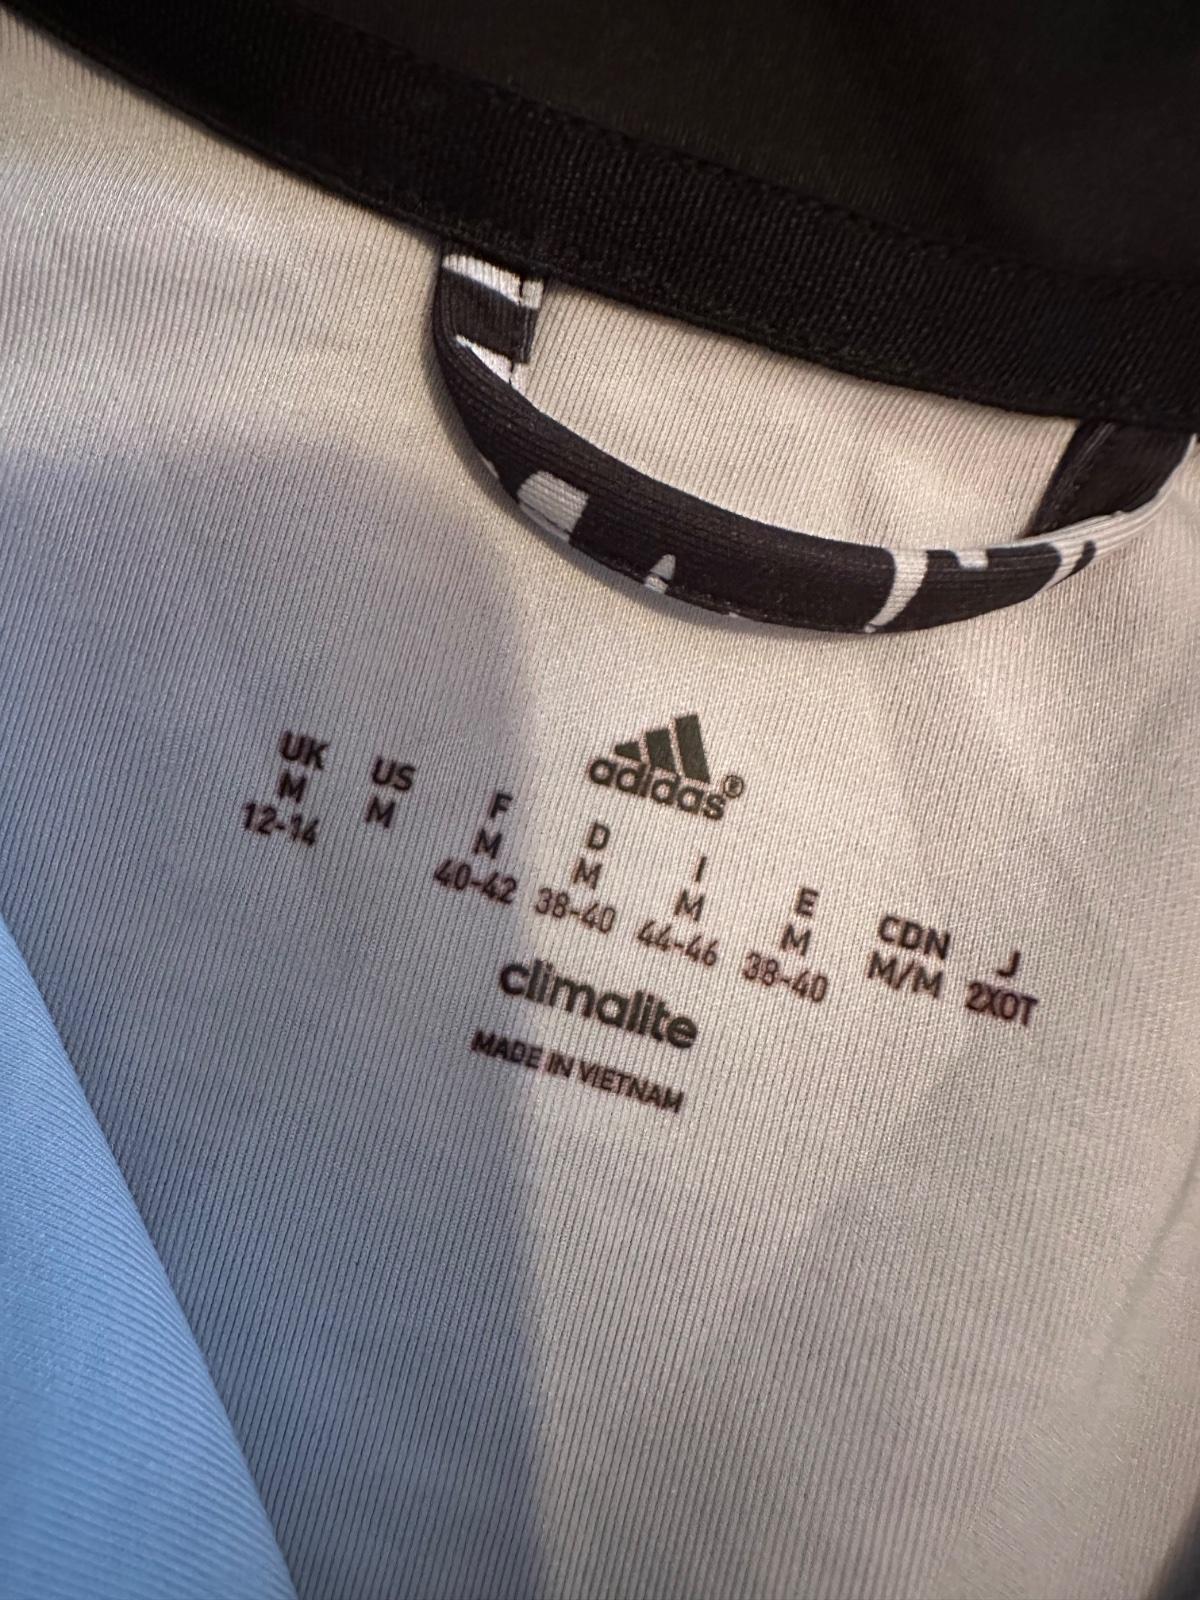 adidas®
UK US F D I E CDN J
M M M M M M M/M 2XOT
12-14 40-42 38-40 44-46 38-40
climalite
MADE IN VIETNAM